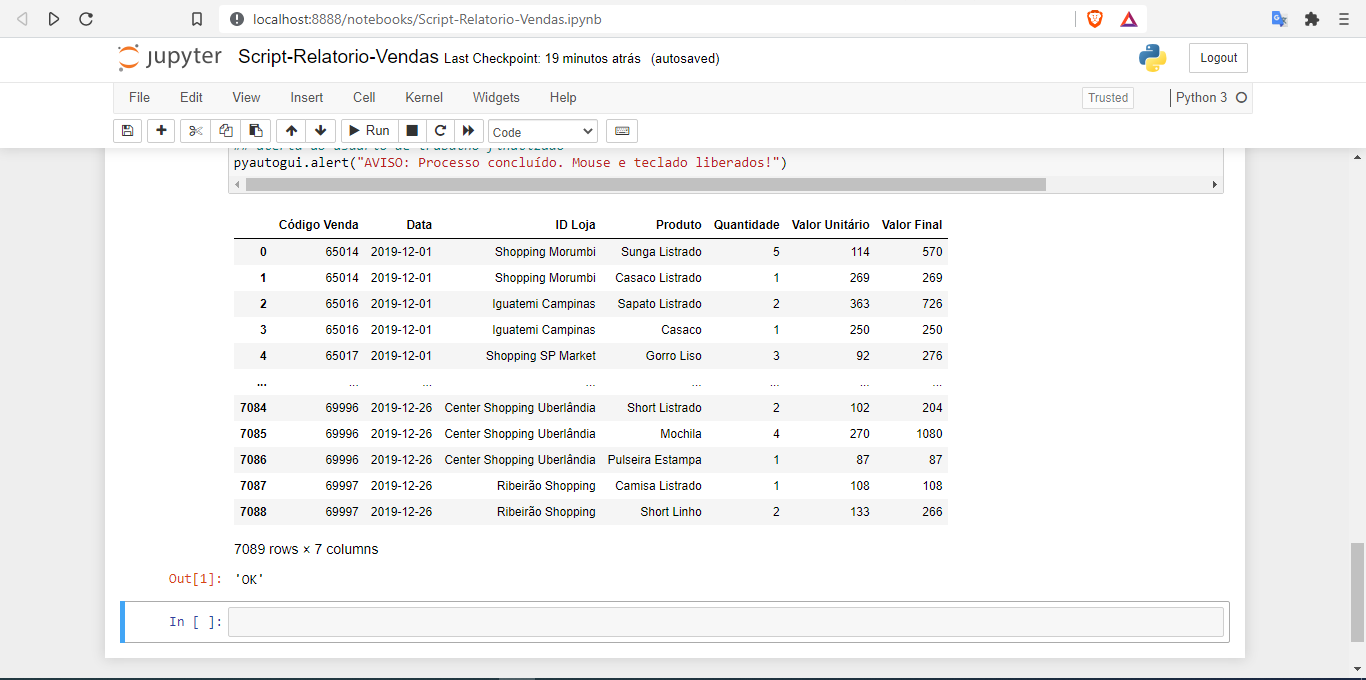 localhost:8888/notebooks/Script-Relatorio-Vendas.ipynb
jupyter Script-Relatorio-Vendas Last Checkpoint: 19 minutos atrás (autosaved) Logout
File Edit View Insert Cell Kernel Widgets Help Trusted Python 3
Run Code
pyautogui.alert("AVISO: Processo concluído. Mouse e teclado liberados!")
Código Venda Data ID Loja Produto Quantidade Valor Unitário Valor Final
0 65014 2019-12-01 Shopping Morumbi Sunga Listrado 5 114 570
1 65014 2019-12-01 Shopping Morumbi Casaco Listrado 1 269 269
2 65016 2019-12-01 Iguatemi Campinas Sapato Listrado 2 363 726
3 65016 2019-12-01 Iguatemi Campinas Casaco 1 250 250
4 65017 2019-12-01 Shopping SP Market Gorro Liso 3 92 276
... ... ... ... ... ... ... ...
7084 69996 2019-12-26 Center Shopping Uberlândia Short Listrado 2 102 204
7085 69996 2019-12-26 Center Shopping Uberlândia Mochila 4 270 1080
7086 69996 2019-12-26 Center Shopping Uberlândia Pulseira Estampa 1 87 87
7087 69997 2019-12-26 Ribeirão Shopping Camisa Listrado 1 108 108
7088 69997 2019-12-26 Ribeirão Shopping Short Linho 2 133 266
7089 rows × 7 columns
Out[1]: 'OK'
In [ ]: